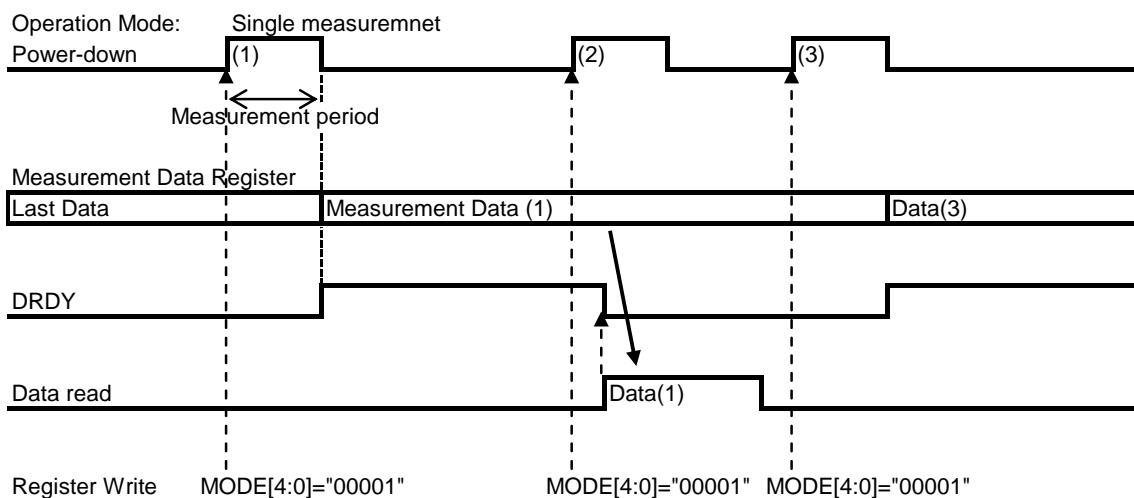 Operation Mode: Single measuremnet
Power-down (1) (2) (3)
Measurement period
Measurement Data Register
Last Data Measurement Data (1) Data(3)
DRDY
Data read Data(1)
Register Write MODE[4:0]="00001" MODE[4:0]="00001" MODE[4:0]="00001"